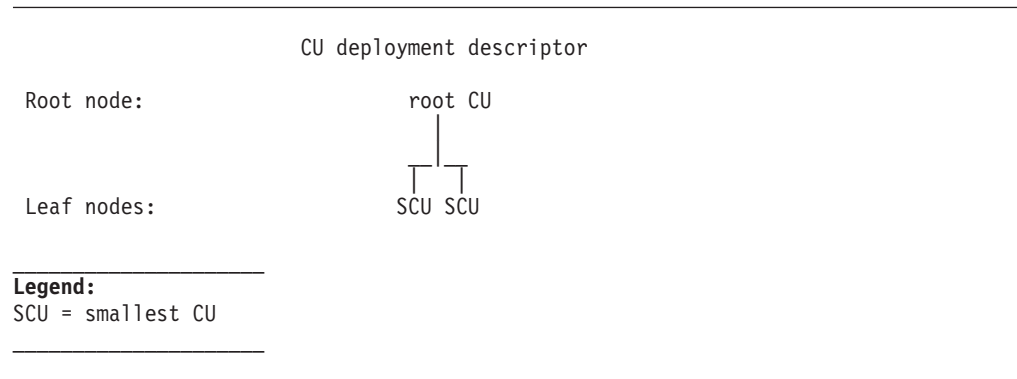 CU deployment descriptor
Root node: root CU
Leaf nodes: SCU SCU
Legend:
SCU = smallest CU